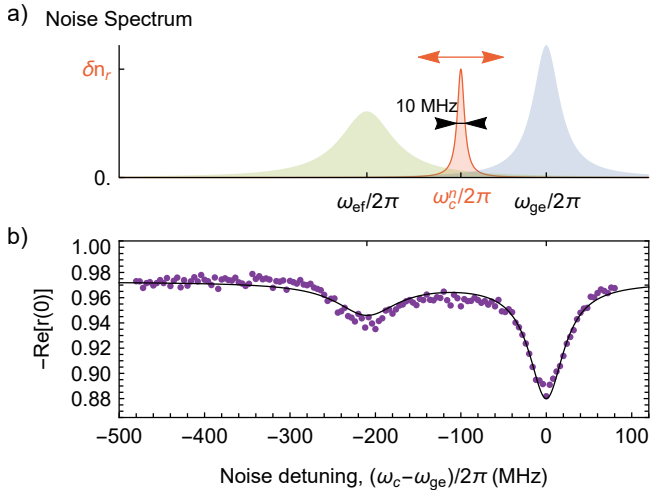 a) Noise Spectrum
δnᵣ
10 MHz
0.
ω_ef/2π ω_c^n/2π ω_ge/2π
b)
1.00
0.98
0.96
0.94
0.92
0.90
0.88
−Re[r(0)]
−500 −400 −300 −200 −100 0 100
Noise detuning, (ω_c−ω_ge)/2π (MHz)